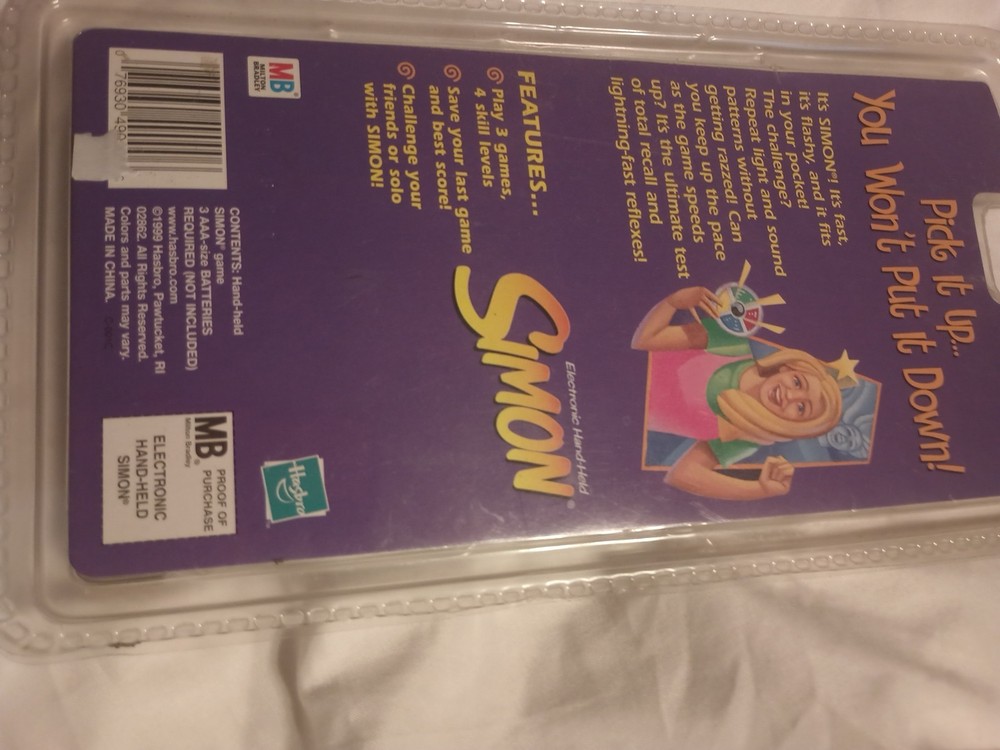 Pick It Up...
You Won't Put It Down!
It's SIMON®! It's fast,
it's flashy, and it fits
in your pocket!
The challenge?
Repeat light and sound
patterns without
getting razzed! Can
you keep up the pace
as the game speeds
up? It's the ultimate test
of total recall and
lightning-fast reflexes!
Electronic Hand-Held
SIMON®
FEATURES...
Play 3 games,
4 skill levels
Save your last game
and best score!
Challenge your
friends or solo
with SIMON!
MB®
MILTON
BRADLEY
0 76930 490
CONTENTS: Hand-held
SIMON® game
3 AAA-size BATTERIES
REQUIRED (NOT INCLUDED)
www.hasbro.com
©1999 Hasbro, Pawtucket, RI
02862. All Rights Reserved.
Colors and parts may vary.
MADE IN CHINA.
Hasbro
PROOF OF
PURCHASE
MB®
Milton Bradley
ELECTRONIC
HAND-HELD
SIMON®